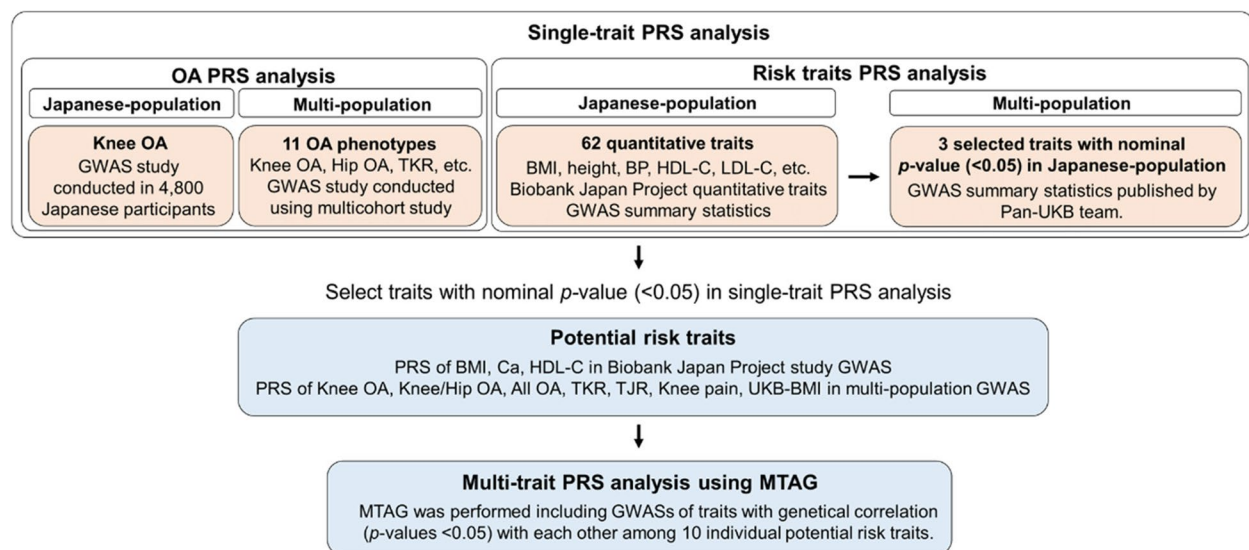 Single-trait PRS analysis
OA PRS analysis
Japanese-population
Multi-population
Knee OA
GWAS study
conducted in 4,800
Japanese participants
11 OA phenotypes
Knee OA, Hip OA, TKR, etc.
GWAS study conducted
using multicohort study
Risk traits PRS analysis
Japanese-population
Multi-population
62 quantitative traits
BMI, height, BP, HDL-C, LDL-C, etc.
Biobank Japan Project quantitative traits
GWAS summary statistics
3 selected traits with nominal
p-value (<0.05) in Japanese-population
GWAS summary statistics published by
Pan-UKB team.
Select traits with nominal p-value (<0.05) in single-trait PRS analysis
Potential risk traits
PRS of BMI, Ca, HDL-C in Biobank Japan Project study GWAS
PRS of Knee OA, Knee/Hip OA, All OA, TKR, TJR, Knee pain, UKB-BMI in multi-population GWAS
Multi-trait PRS analysis using MTAG
MTAG was performed including GWASs of traits with genetical correlation
(p-values <0.05) with each other among 10 individual potential risk traits.